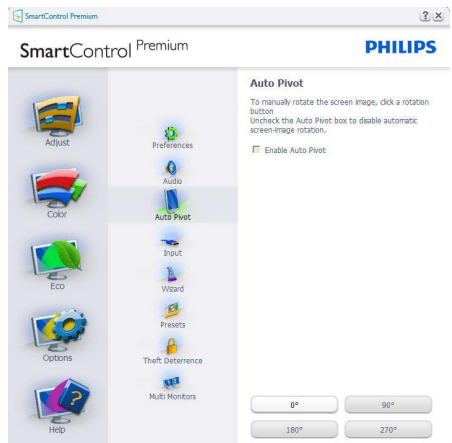 SmartControl Premium
SmartControl Premium
PHILIPS
Adjust
Color
Eco
Options
Help
Preferences
Audio
Auto Pivot
Input
Wizard
Presets
Theft Deterrence
Multi Monitors
Auto Pivot
To manually rotate the screen image, click a rotation
button
Uncheck the Auto Pivot box to disable automatic
screen-image rotation.
Enable Auto Pivot
0°
90°
180°
270°